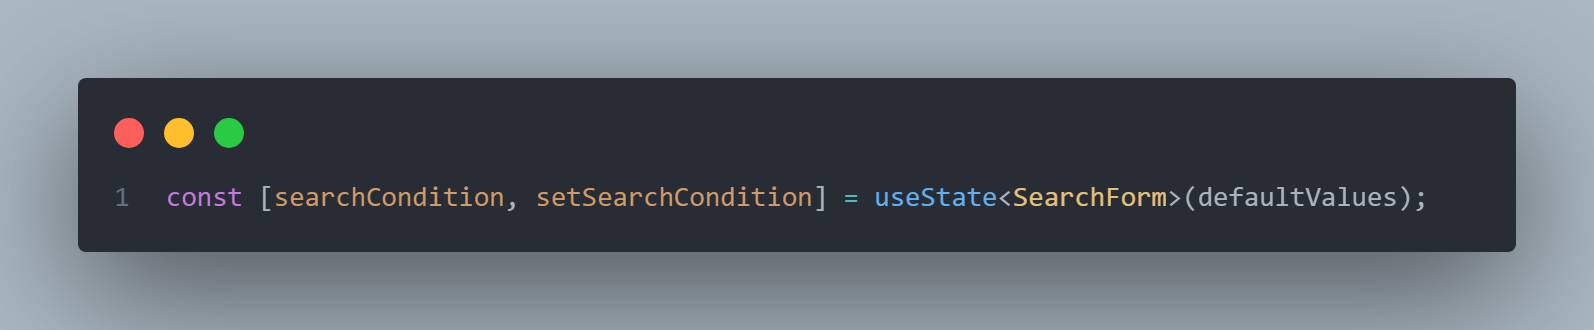 1 const [searchCondition, setSearchCondition] = useState<SearchForm>(defaultValues);